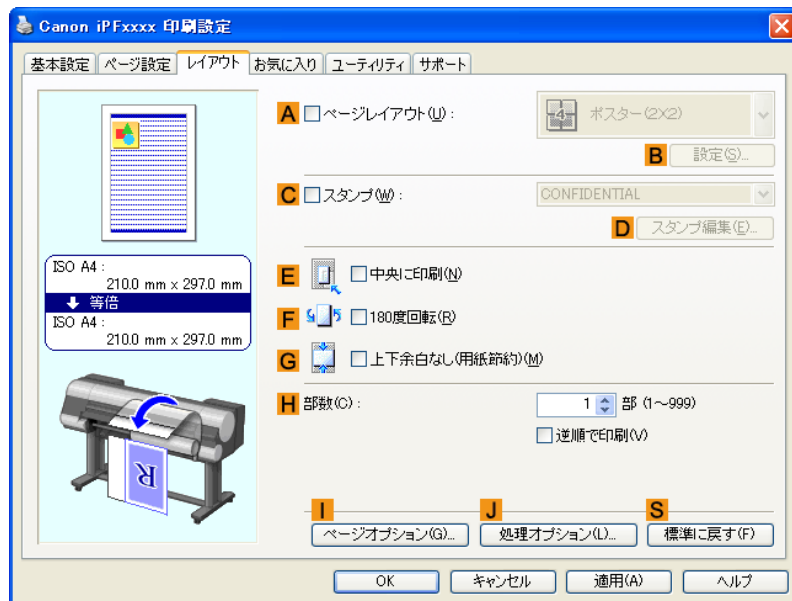 Canon iPFxxxx 印刷設定
基本設定 ページ設定 レイアウト お気に入り ユーティリティ サポート
A ページレイアウト(U) : 4 ポスター(2X2)
B 設定(S)...
C スタンプ(W) : CONFIDENTIAL
D スタンプ編集(E)...
ISO A4 :
210.0 mm x 297.0 mm
等倍
ISO A4 :
210.0 mm x 297.0 mm
R
E 中央に印刷(N)
F 180度回転(R)
G 上下余白なし(用紙節約)(M)
H 部数(C) : 1 部 (1～999)
逆順で印刷(V)
I J S
ページオプション(G)... 処理オプション(L)... 標準に戻す(F)
OK キャンセル 適用(A) ヘルプ